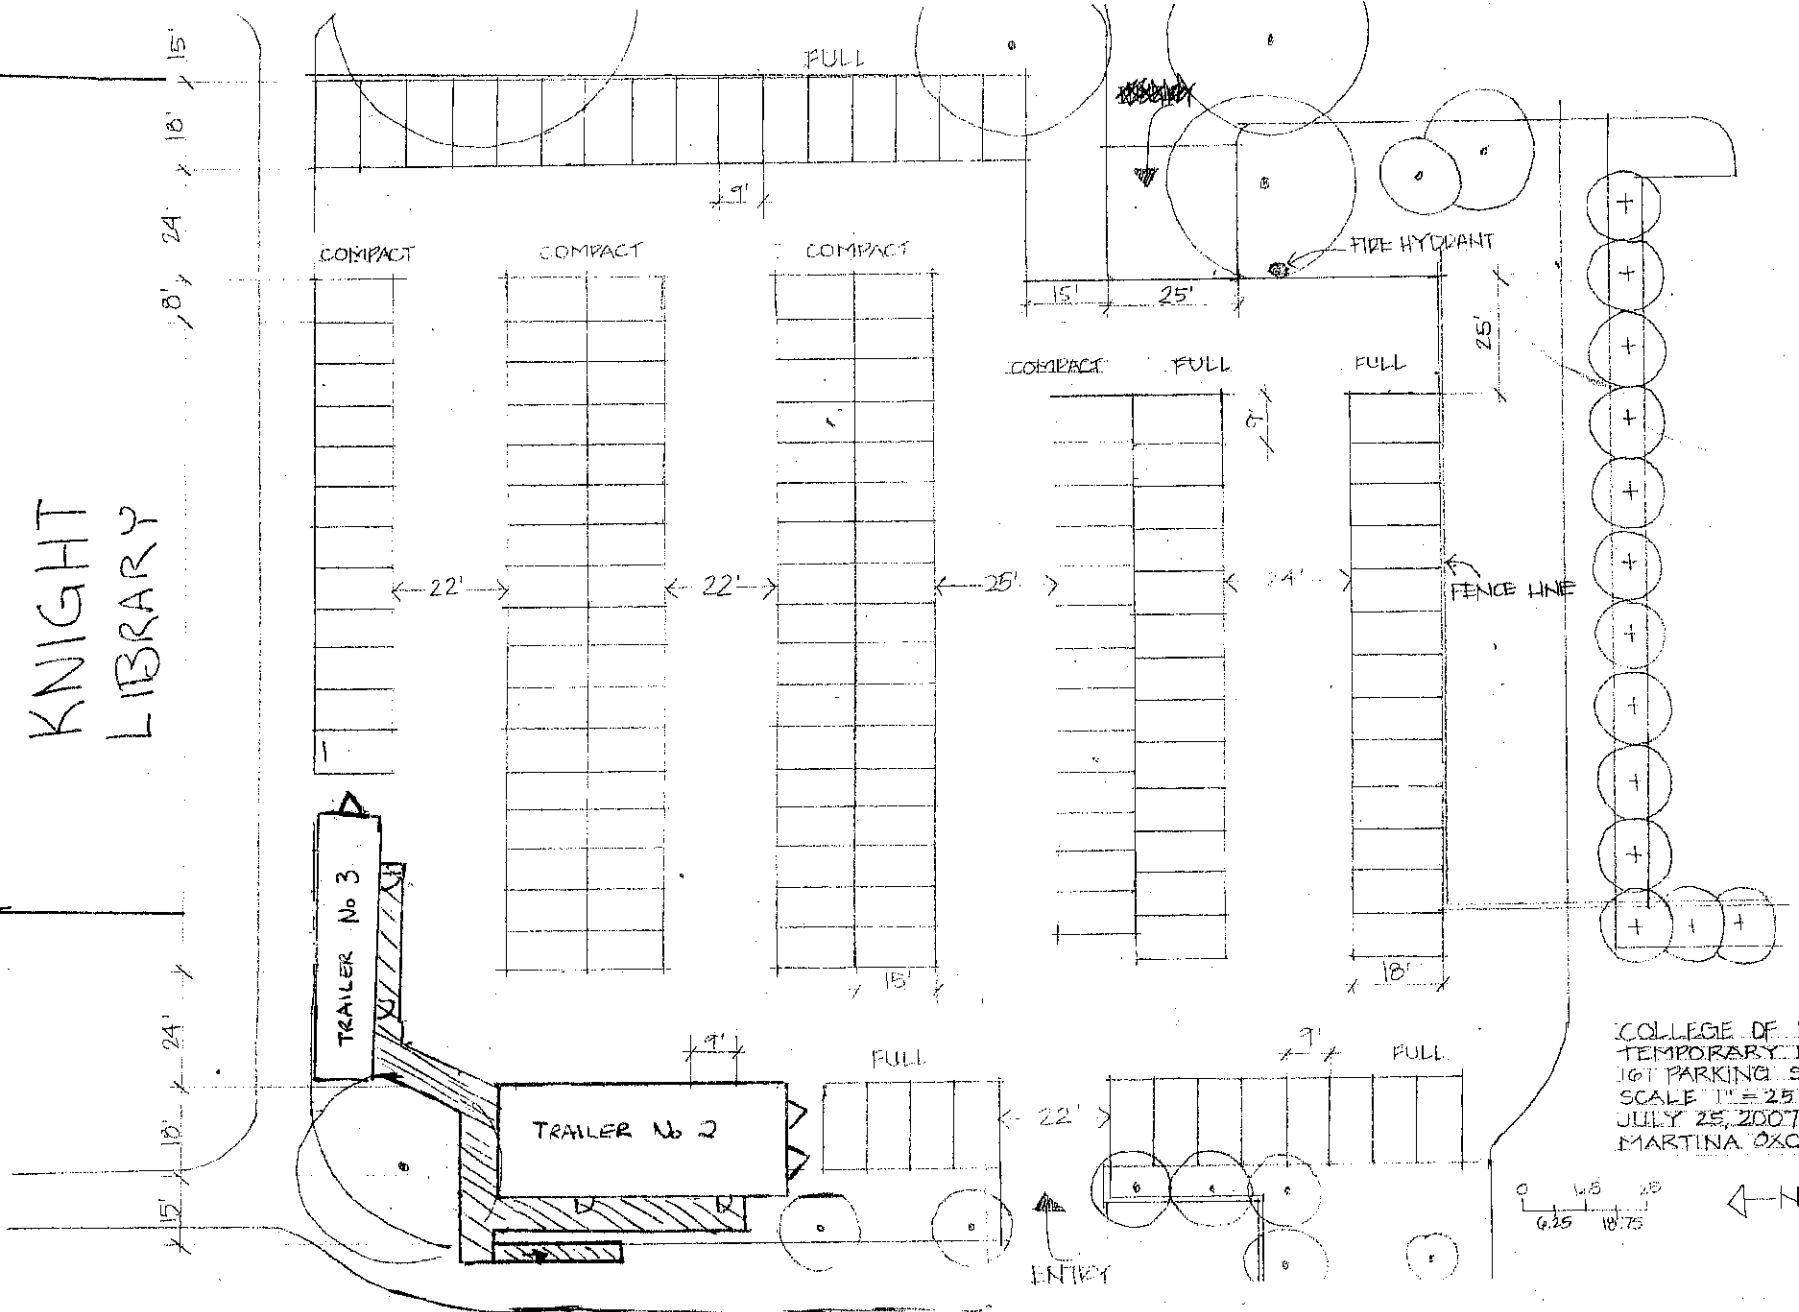 15'
FULL
18'
9'
24'
COMPACT
COMPACT
COMPACT
FIRE HYDRANT
8'
15'
25'
25'
COMPACT
FULL
FULL
9'
KNIGHT
LIBRARY
22'
22'
25'
24'
FENCE LINE
TRAILER No 3
15'
18'
24'
9'
FULL
9'
FULL
COLLEGE OF
TEMPORARY
161 PARKING S
SCALE 1" = 25
JULY 25, 2007
MARTINA
18'
TRAILER No 2
22'
15'
0 25
6.25 18.75
N
ENTRY